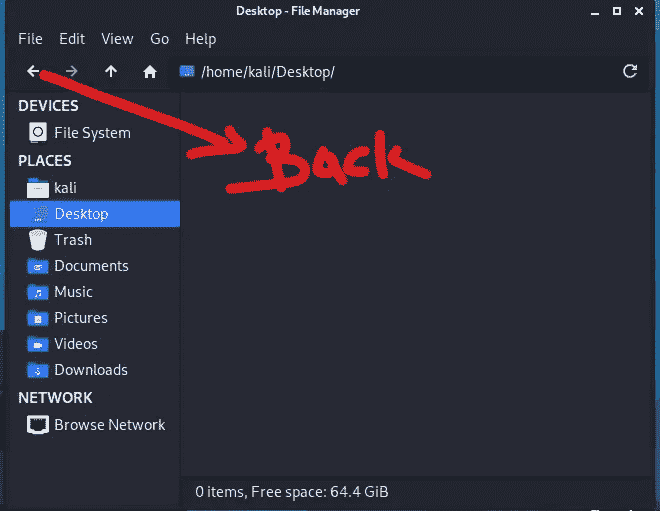 Desktop - File Manager
File Edit View Go Help
/home/kali/Desktop/
DEVICES
File System
PLACES
Back
kali
Desktop
Trash
Documents
Music
Pictures
Videos
Downloads
NETWORK
Browse Network
0 items, Free space: 64.4 GiB